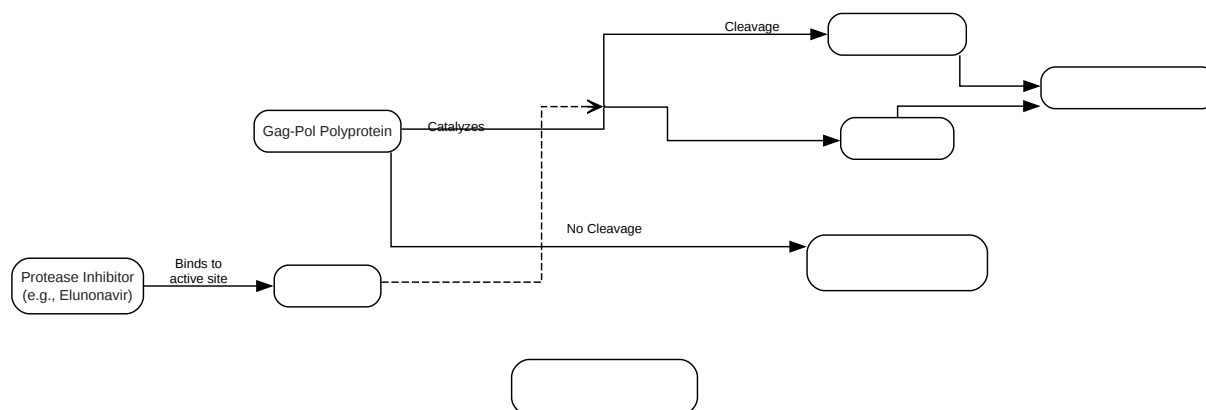 Cleavage
Gag-Pol Polyprotein
Catalyzes
No Cleavage
Binds to
active site
Protease Inhibitor
(e.g., Elunonavir)